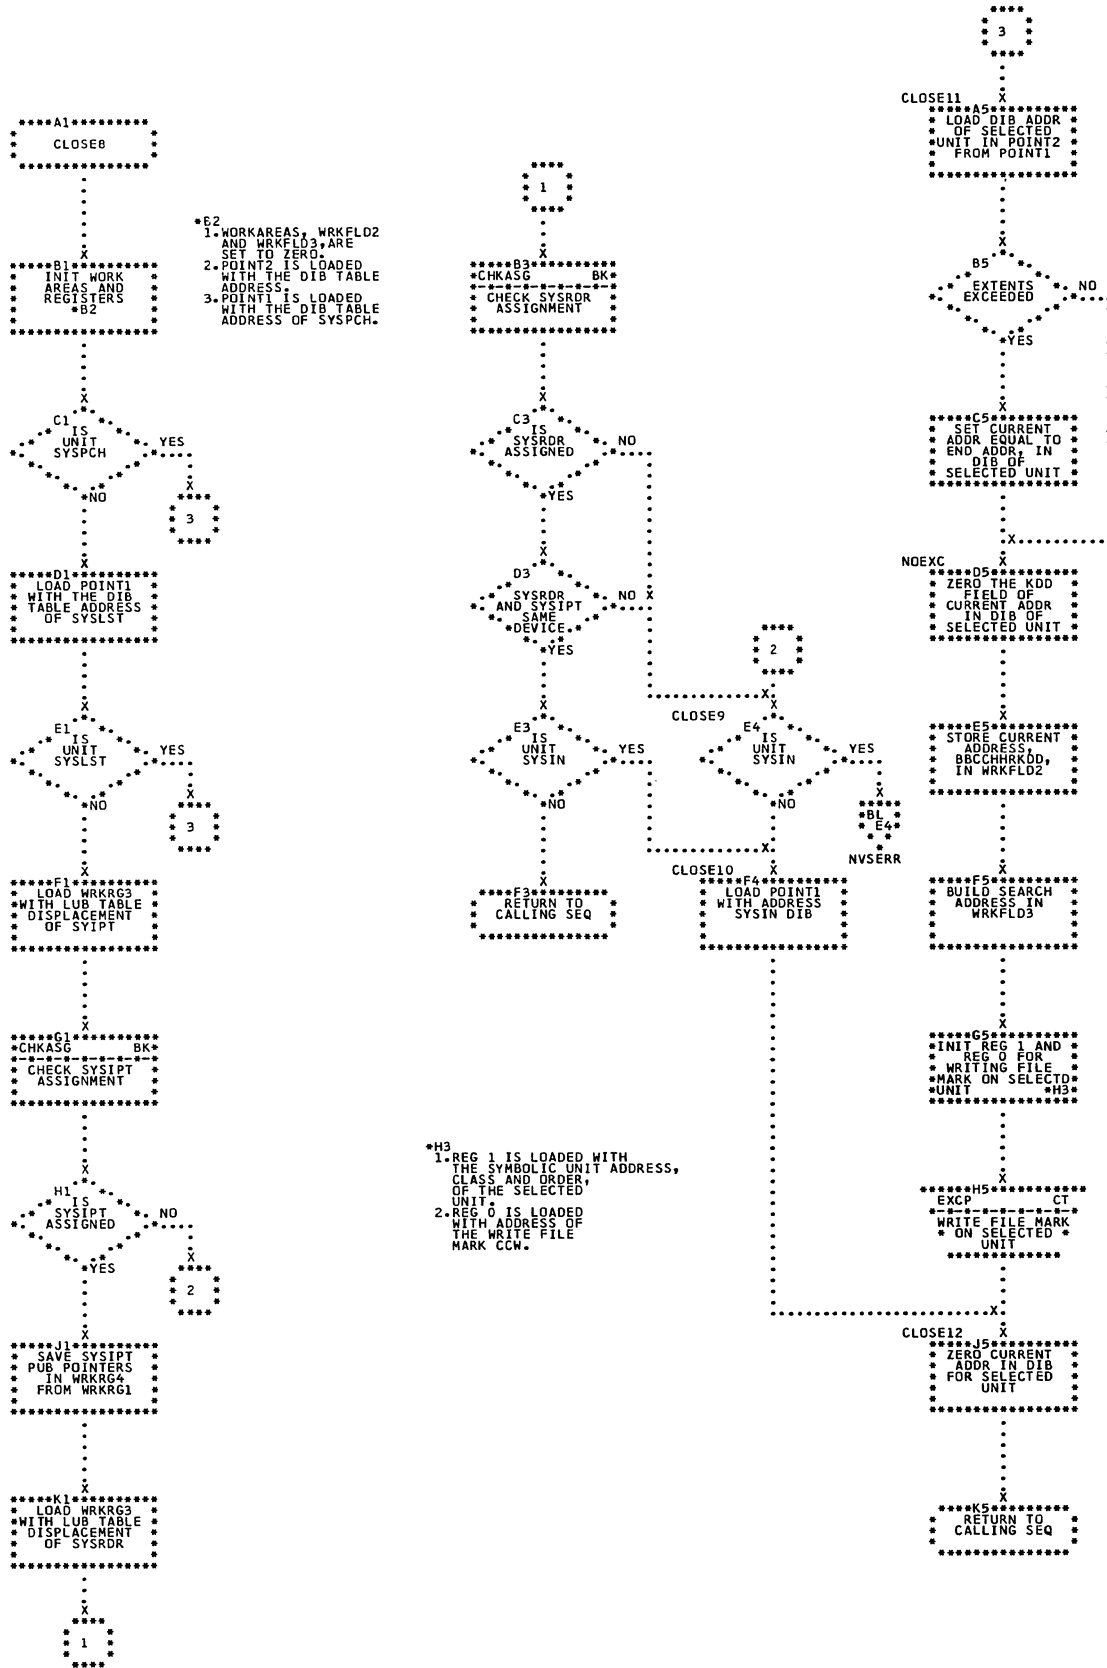 A1
CLOSE8
B1
INIT WORK
AREAS AND
REGISTERS
*B2
*B2
1.WORKAREAS, WRKFLD2
AND WRKFLD3,ARE
SET TO ZERO.
2.POINT2 IS LOADED
WITH THE DIB TABLE
ADDRESS.
3.POINT1 IS LOADED
WITH THE DIB TABLE
ADDRESS OF SYSPCH.
C1
IS
UNIT
SYSPCH
YES
NO
3
D1
LOAD POINT1
WITH THE DIB
TABLE ADDRESS
OF SYSLST
E1
IS
UNIT
SYSLST
YES
NO
3
F1
LOAD WRKRG3
WITH LUB TABLE
DISPLACEMENT
OF SYIPT
G1
CHKASG BK
CHECK SYSIPT
ASSIGNMENT
H1
IS
SYSIPT
ASSIGNED
NO
YES
2
J1
SAVE SYSIPT
PUB POINTERS
IN WRKRG4
FROM WRKRG1
K1
LOAD WRKRG3
WITH LUB TABLE
DISPLACEMENT
OF SYSRDR
1
1
B3
CHKASG BK
CHECK SYSRDR
ASSIGNMENT
C3
IS
SYSRDR
ASSIGNED
NO
YES
D3
SYSRDR
AND SYSIPT
SAME
DEVICE
NO
YES
E3
IS
UNIT
SYSIN
YES
NO
F3
RETURN TO
CALLING SEQ
*H3
1.REG 1 IS LOADED WITH
THE SYMBOLIC UNIT ADDRESS,
CLASS AND ORDER,
OF THE SELECTED
UNIT.
2.REG 0 IS LOADED
WITH ADDRESS OF
THE WRITE FILE
MARK CCW.
2
CLOSE9
E4
IS
UNIT
SYSIN
YES
NO
BL
E4
NVSERR
CLOSE10
F4
LOAD POINT1
WITH ADDRESS
SYSIN DIB
3
CLOSE11
A5
LOAD DIB ADDR
OF SELECTED
UNIT IN POINT2
FROM POINT1
B5
EXTENTS
EXCEEDED
NO
YES
C5
SET CURRENT
ADDR EQUAL TO
END ADDR, IN
DIB OF
SELECTED UNIT
NOEXC
D5
ZERO THE KDD
FIELD OF
CURRENT ADDR
IN DIB OF
SELECTED UNIT
E5
STORE CURRENT
ADDRESS,
BBCCHHRKDD,
IN WRKFLD2
F5
BUILD SEARCH
ADDRESS IN
WRKFLD3
G5
INIT REG 1 AND
REG 0 FOR
WRITING FILE
MARK ON SELECTD
UNIT *H3
H5
EXCP CT
WRITE FILE MARK
ON SELECTED
UNIT
CLOSE12
J5
ZERO CURRENT
ADDR IN DIB
FOR SELECTED
UNIT
K5
RETURN TO
CALLING SEQ